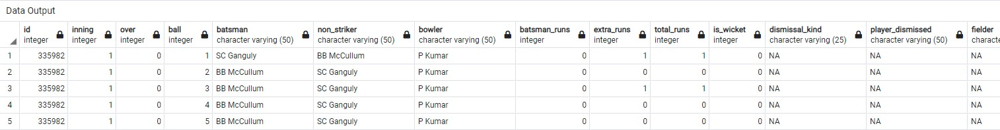 Data Output
id inning over ball batsman non_striker bowler batsman_runs extra_runs total_runs is_wicket dismissal_kind player_dismissed fielder
integer integer integer integer character varying (50) character varying (50) character varying (50) integer integer integer integer character varying (25) character varying (50) characte
1 335982 1 0 1 SC Ganguly BB McCullum P Kumar 0 1 1 0 NA NA NA
2 335982 1 0 2 BB McCullum SC Ganguly P Kumar 0 0 0 0 NA NA NA
3 335982 1 0 3 BB McCullum SC Ganguly P Kumar 0 1 1 0 NA NA NA
4 335982 1 0 4 BB McCullum SC Ganguly P Kumar 0 0 0 0 NA NA NA
5 335982 1 0 5 BB McCullum SC Ganguly P Kumar 0 0 0 0 NA NA NA